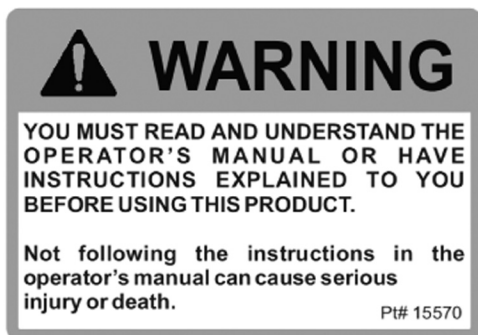 WARNING
YOU MUST READ AND UNDERSTAND THE
OPERATOR'S MANUAL OR HAVE
INSTRUCTIONS EXPLAINED TO YOU
BEFORE USING THIS PRODUCT.
Not following the instructions in the
operator's manual can cause serious
injury or death.
Pt# 15570